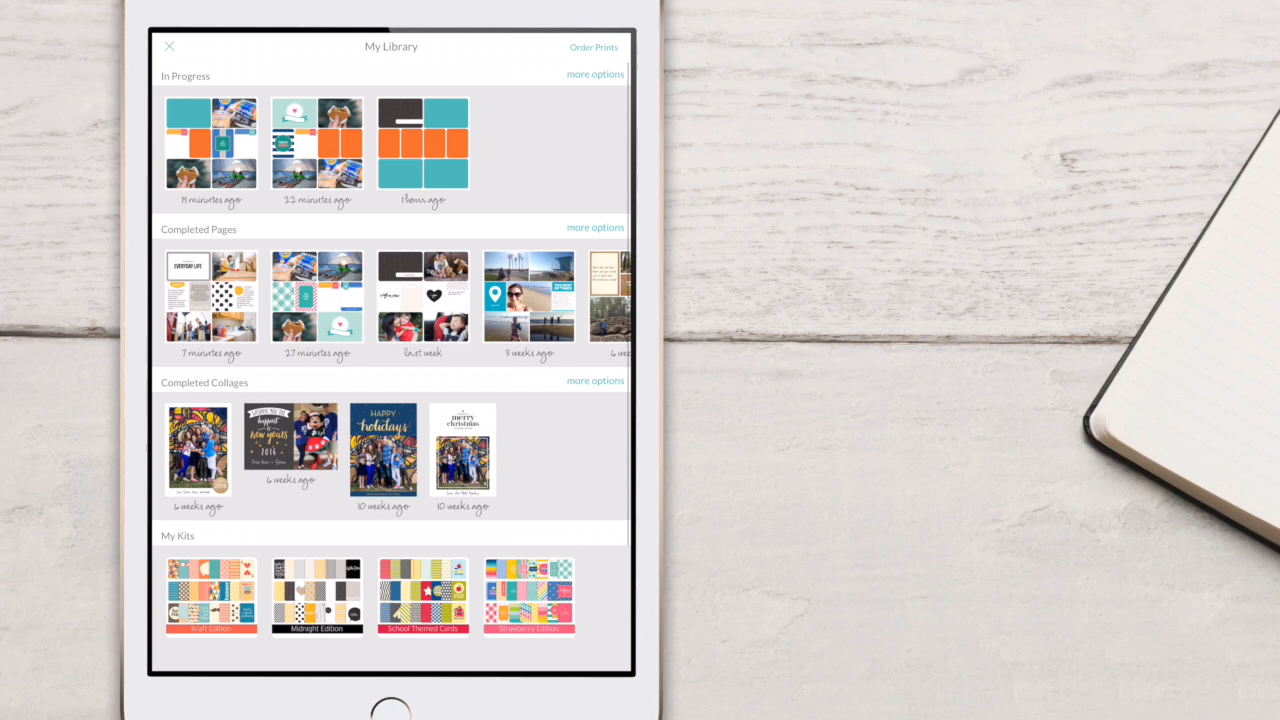 My Library
Order Prints
In Progress
more options
22 minutes ago
1 hour ago
Completed Pages
more options
EVERYDAY LIFE
7 minutes ago
27 minutes ago
last week
3 weeks ago
6 wee
Completed Collages
more options
HAPPY
holidays
merry
christmas
happiest
new years
2016
6 weeks ago
6 weeks ago
10 weeks ago
10 weeks ago
My Kits
Kraft Edition
Midnight Edition
School Themed Cards
Strawberry Edition